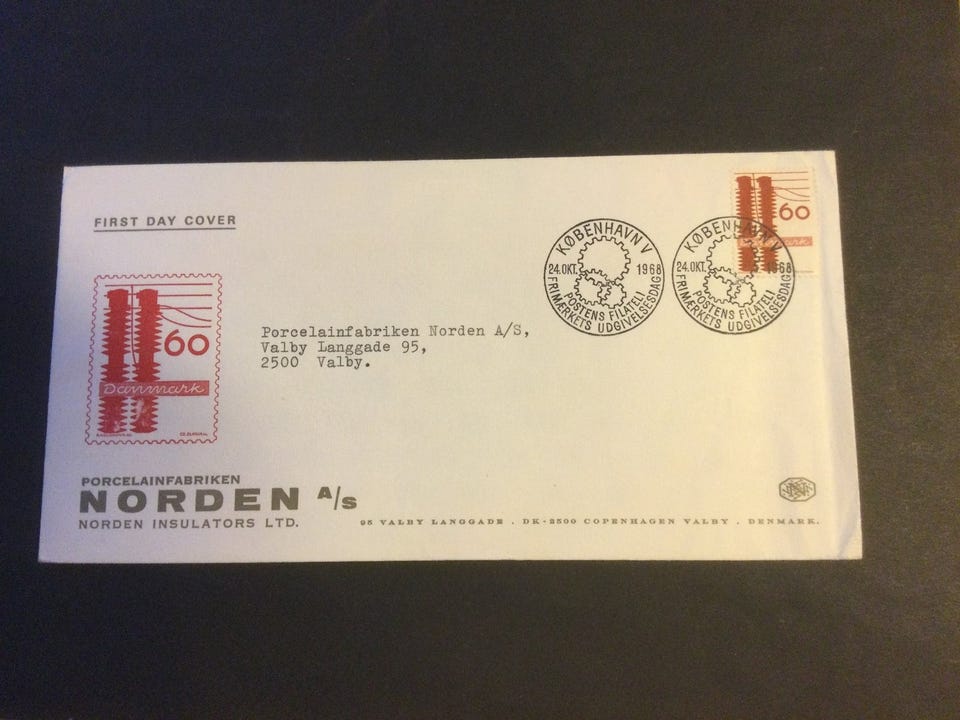 FIRST DAY COVER
60
Danmark
Porcelainfabriken Norden A/S,
Valby Langgade 95,
2500 Valby.
KØBENHAVN V
24.OKT. 1968
POSTENS FILATELI
FRIMÆRKETS UDGIVELSESDAG
KØBENHAVN V
24.OKT. 1968
POSTENS FILATELI
FRIMÆRKETS UDGIVELSESDAG
60
Danmark
PORCELAINFABRIKEN
NORDEN A/S
NORDEN INSULATORS LTD.
95 VALBY LANGGADE . DK-2500 COPENHAGEN VALBY . DENMARK.